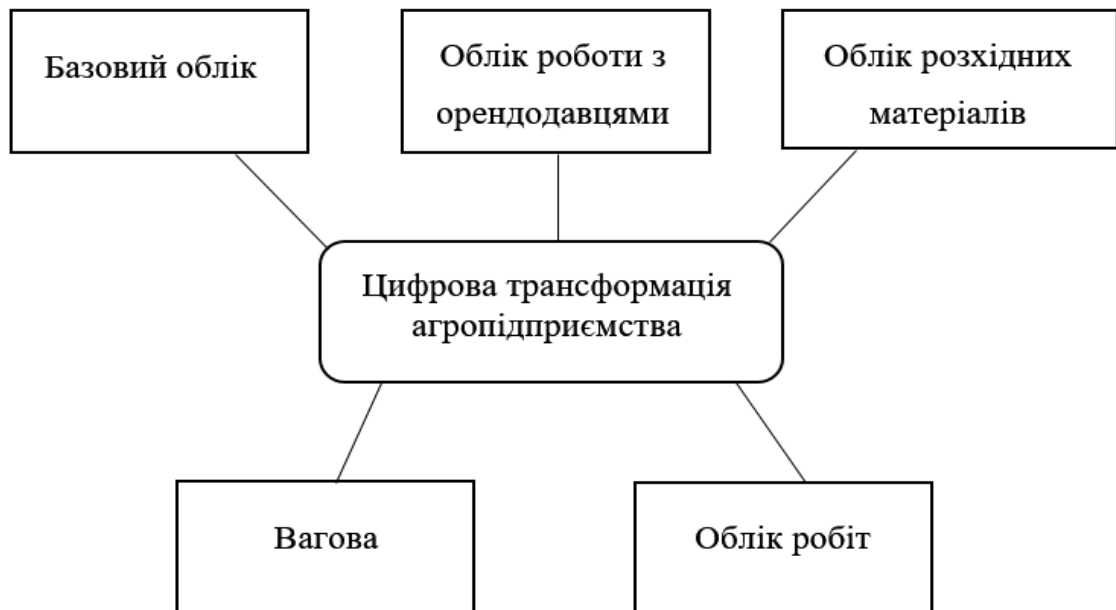 Базовий облік
Облік роботи з
орендодавцями
Облік розхідних
матеріалів
Цифрова трансформація
агропідприємства
Вагова
Облік робіт